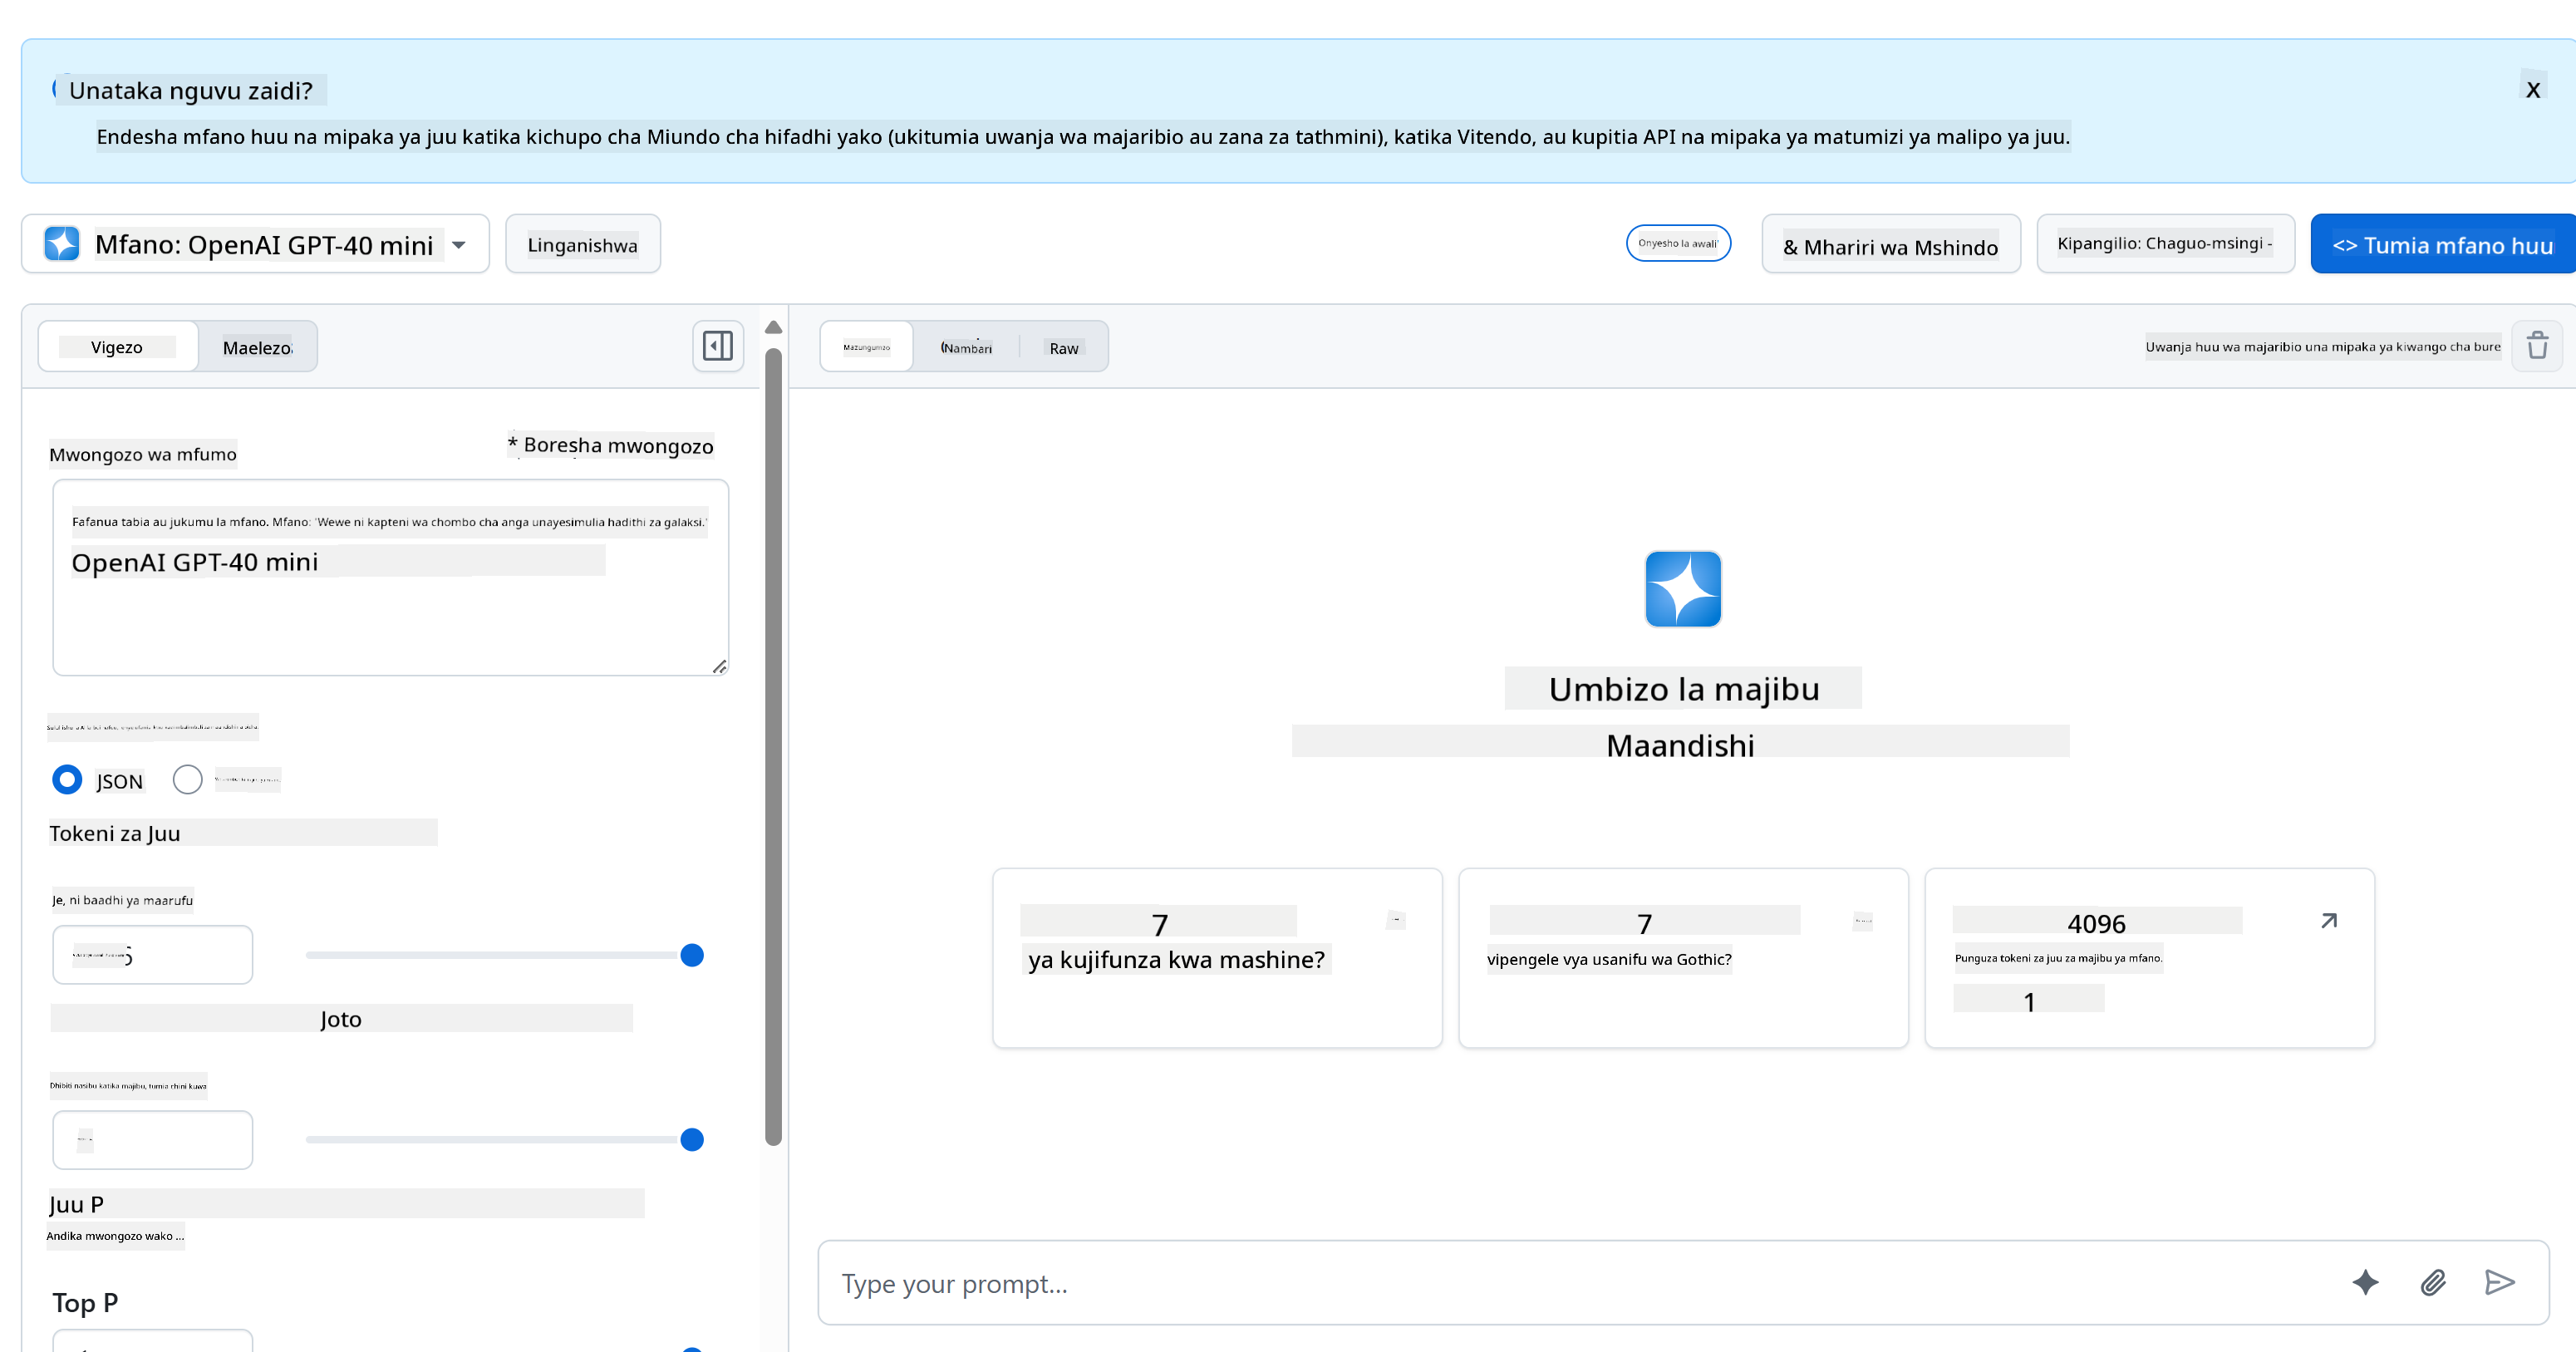 Unataka nguvu zaidi?
X
Endesha mfano huu na mipaka ya juu katika kichupo cha Miundo cha hifadhi yako (ukitumia uwanja wa majaribio au zana za tathmini), katika Vitendo, au kupitia API na mipaka ya matumizi ya malipo ya juu.
Mfano: OpenAI GPT-40 mini
Linganishwa
Onyesho la awali'
& Mhariri wa Mshindo
Kipangilio: Chaguo-msingi -
<> Tumia mfano huu
Vigezo
Maelezo
Mazungumzo
(Nambari
Raw
Uwanja huu wa majaribio una mipaka ya kiwango cha bure
Mwongozo wa mfumo
* Boresha mwongozo
Fafanua tabia au jukumu la mfano. Mfano: 'Wewe ni kapteni wa chombo cha anga unayesimulia hadithi za galaksi.'
OpenAI GPT-40 mini
JSON
Tokeni za Juu
Je, ni baadhi ya maarufu
Joto
Dhibiti nasibu katika majibu, tumia chini kuwa
Juu P
Andika mwongozo wako ...
Top P
Umbizo la majibu
Maandishi
7
ya kujifunza kwa mashine?
7
vipengele vya usanifu wa Gothic?
4096
Punguza tokeni za juu za majibu ya mfano.
1
Type your prompt...